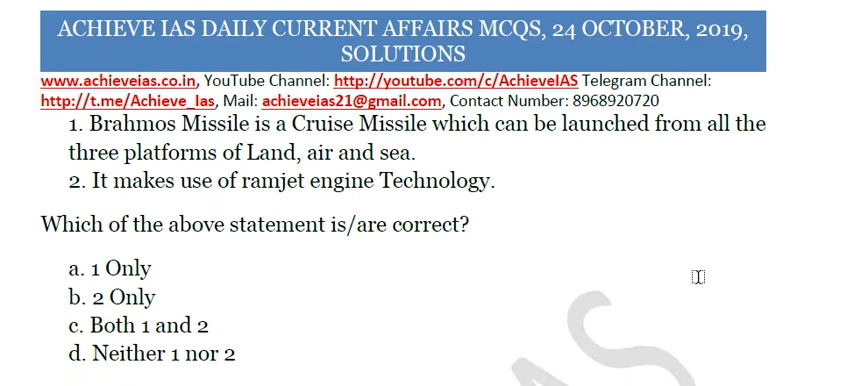 ACHIEVE IAS DAILY CURRENT AFFAIRS MCQS, 24 OCTOBER, 2019,
SOLUTIONS
www.achieveias.co.in, YouTube Channel: http://youtube.com/c/AchieveIAS Telegram Channel:
http://t.me/Achieve_Ias, Mail: achieveias21@gmail.com, Contact Number: 8968920720
1. Brahmos Missile is a Cruise Missile which can be launched from all the
three platforms of Land, air and sea.
2. It makes use of ramjet engine Technology.
Which of the above statement is/are correct?
a. 1 Only
b. 2 Only
c. Both 1 and 2
d. Neither 1 nor 2